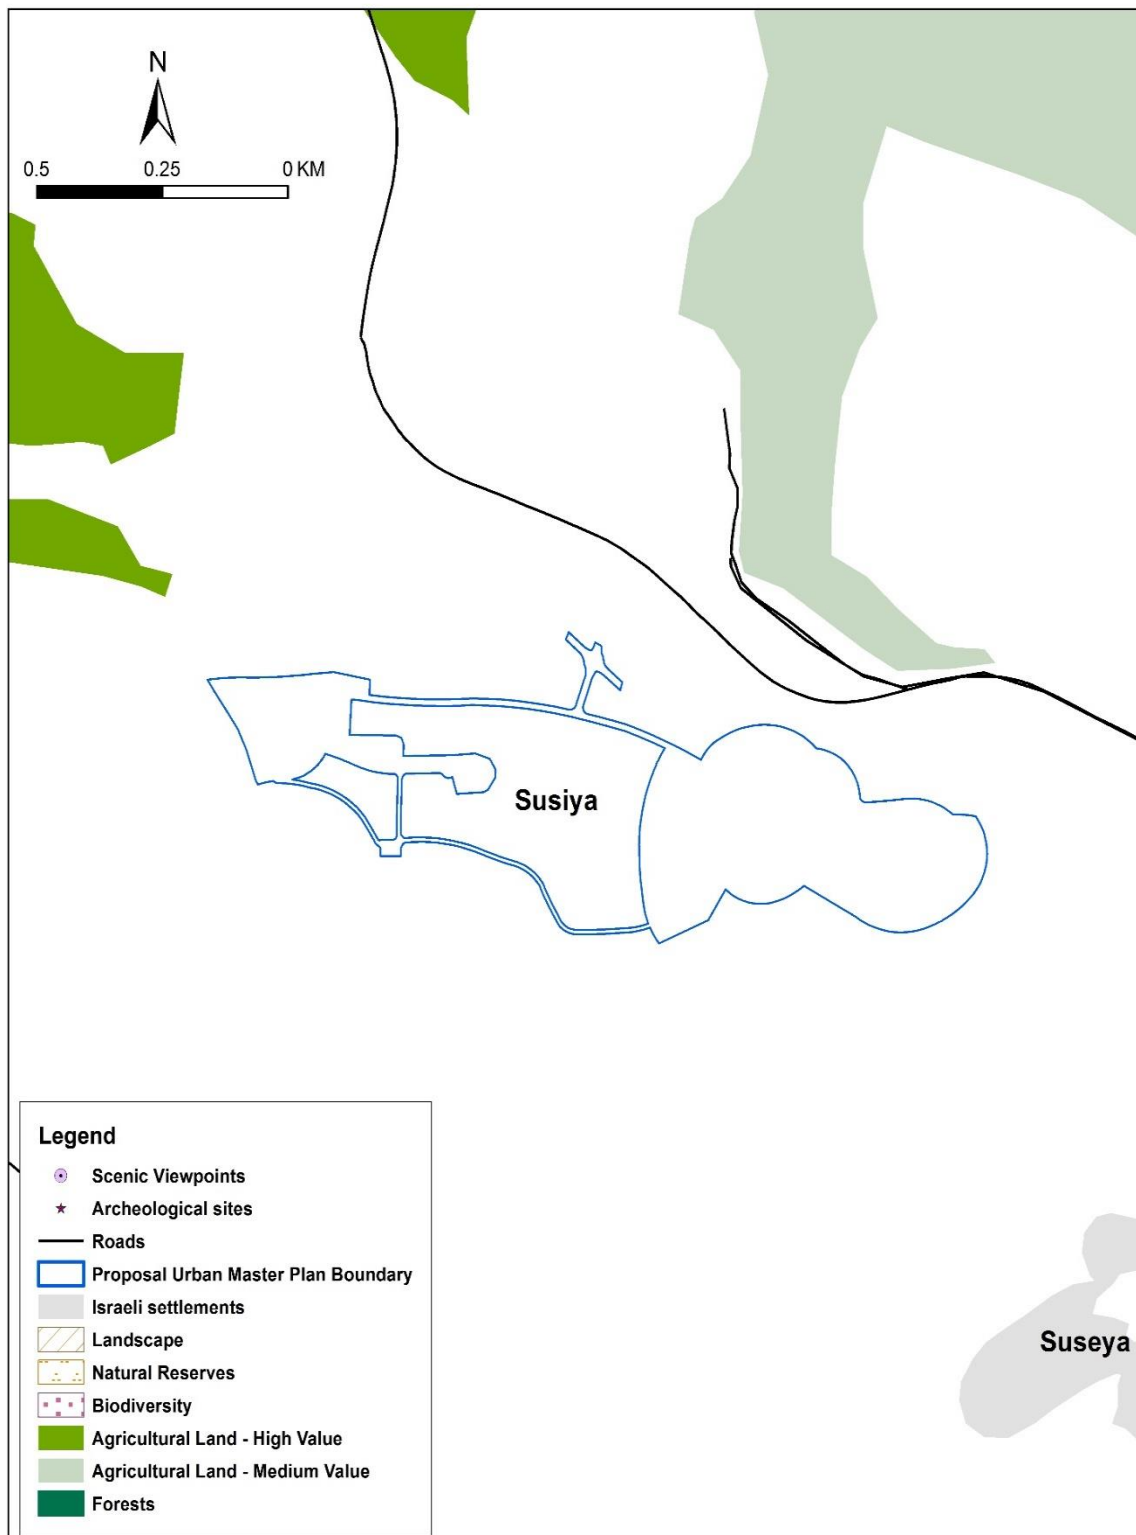 N
0.5 0.25 0 KM
Susiya
Suseya
Legend
Scenic Viewpoints
Archeological sites
Roads
Proposal Urban Master Plan Boundary
Israeli settlements
Landscape
Natural Reserves
Biodiversity
Agricultural Land - High Value
Agricultural Land - Medium Value
Forests